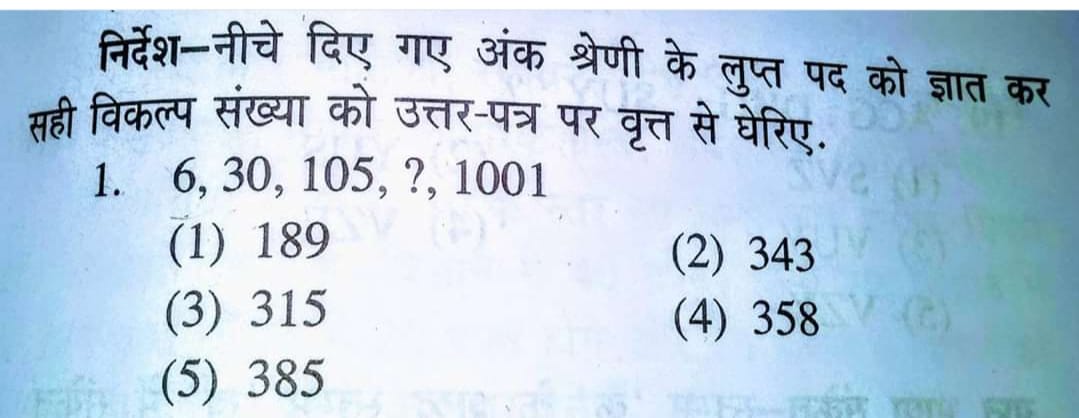 निर्देश–नीचे दिए गए अंक श्रेणी के लुप्त पद को ज्ञात कर
सही विकल्प संख्या को उत्तर-पत्र पर वृत्त से घेरिए.
1. 6, 30, 105, ?, 1001
(1) 189 (2) 343
(3) 315 (4) 358
(5) 385